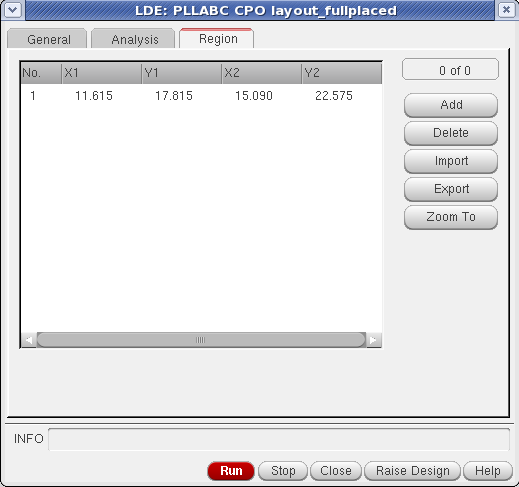 LDE: PLLABC CPO layout_fullplaced
General Analysis Region
No. X1 Y1 X2 Y2
1 11.615 17.815 15.090 22.575
0 of 0
Add
Delete
Import
Export
Zoom To
INFO
Run Stop Close Raise Design Help